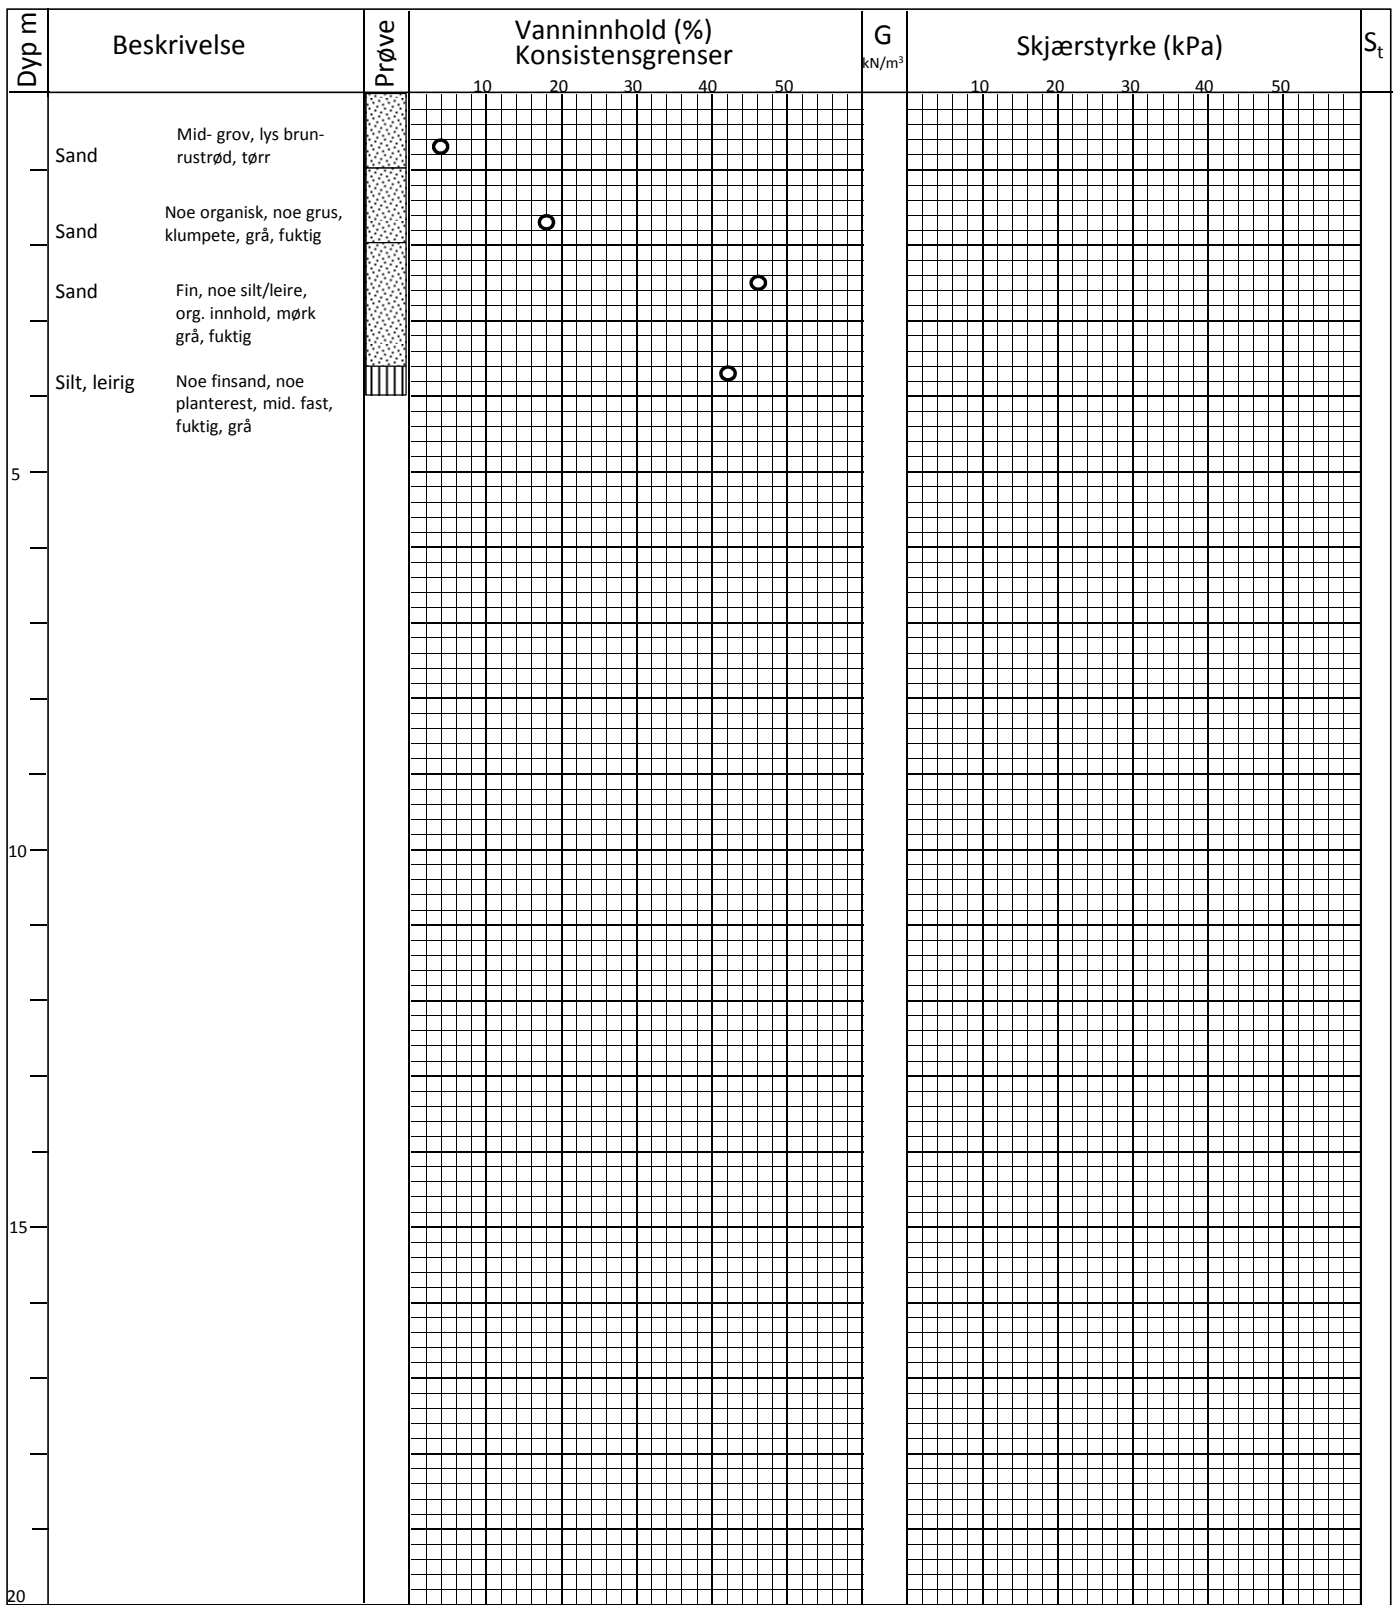 Dyp m
Beskrivelse
Prøve
Vanninnhold (%)
Konsistensgrenser
G
kN/m³
Skjærstyrke (kPa)
St
10 20 30 40 50
10 20 30 40 50
Sand
Mid- grov, lys brun-
rustrød, tørr
Sand
Noe organisk, noe grus,
klumpete, grå, fuktig
Sand
Fin, noe silt/leire,
org. innhold, mørk
grå, fuktig
Silt, leirig
Noe finsand, noe
planterest, mid. fast,
fuktig, grå
5
10
15
20